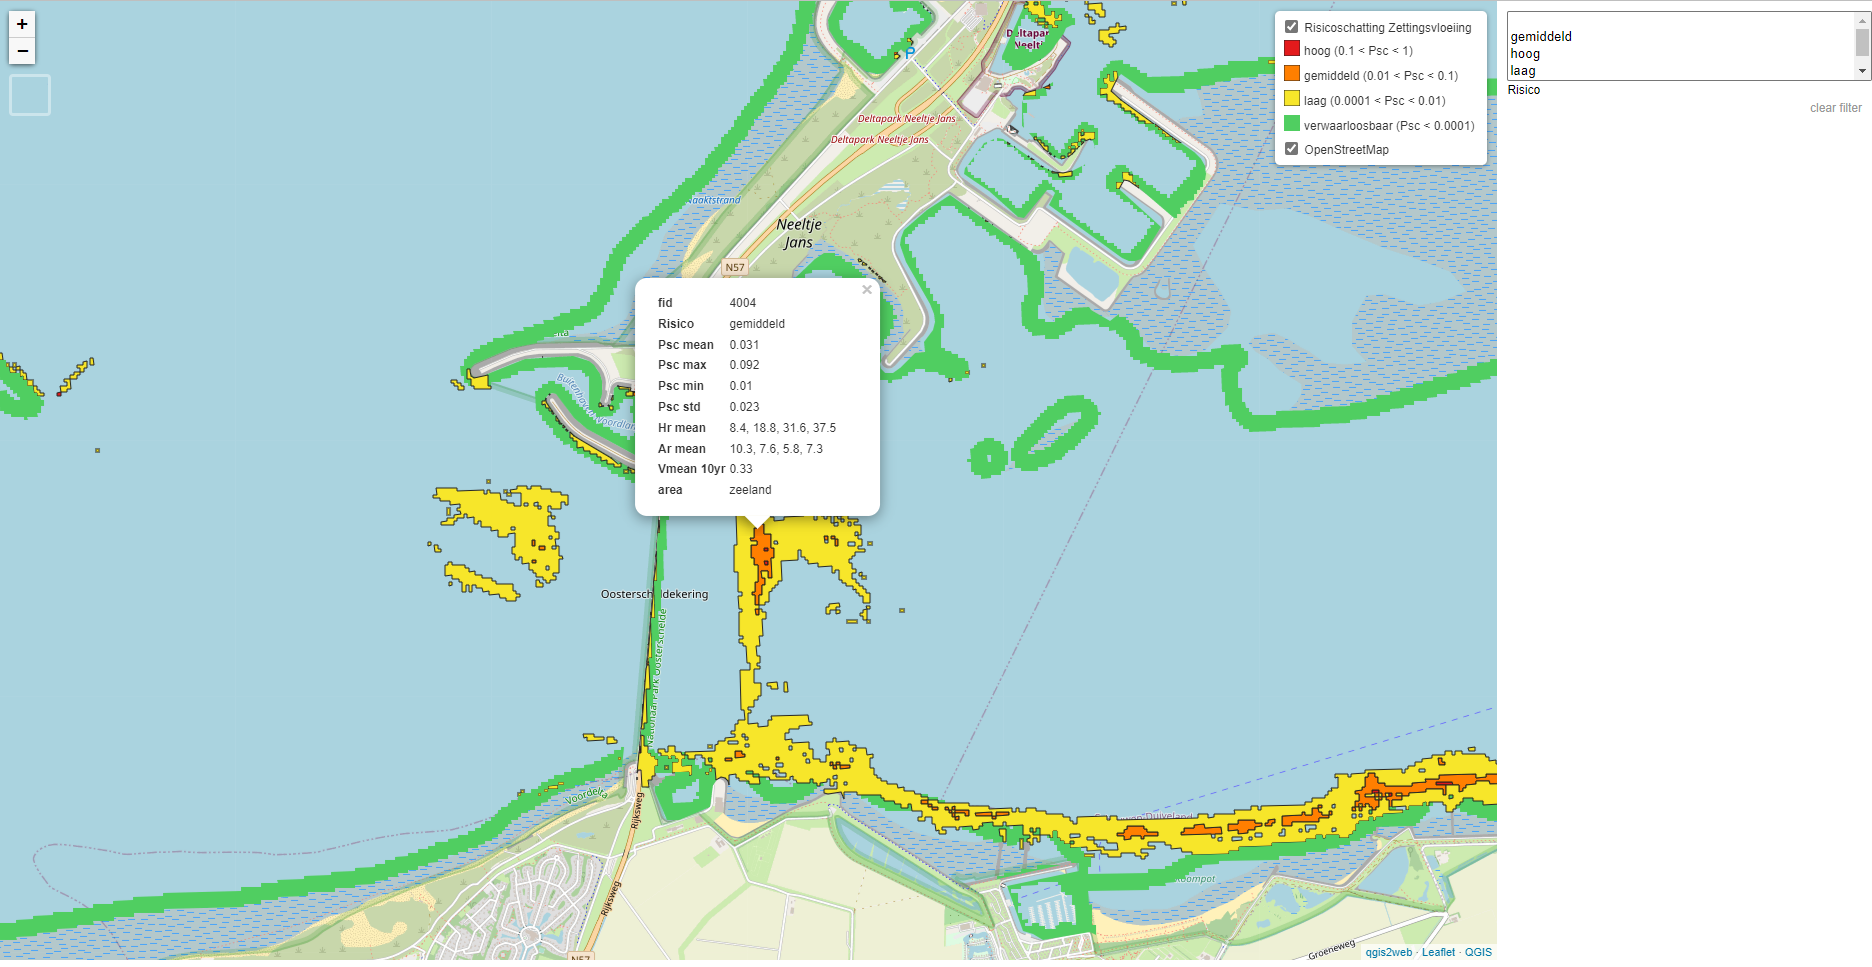 +
−
Risicoschatting Zettingsvloeiing
hoog (0.1 < Psc < 1)
gemiddeld (0.01 < Psc < 0.1)
laag (0.0001 < Psc < 0.01)
verwaarloosbaar (Psc < 0.0001)
OpenStreetMap
gemiddeld
hoog
laag
Risico
clear filter
P
Deltapark Neeltje Jans
Deltapark Neeltje Jans
Naaktstrand
Neeltje
Jans
N57
×
fid 4004
Risico gemiddeld
Psc mean 0.031
Psc max 0.092
Psc min 0.01
Psc std 0.023
Hr mean 8.4, 18.8, 31.6, 37.5
Ar mean 10.3, 7.6, 5.8, 7.3
Vmean 10yr 0.33
area zeeland
Buitenhaven
Nationaal Park Oosterschelde
Voordelta
Rijksweg
Rijksweg
N57
Groeneweg
qgis2web · Leaflet · QGIS